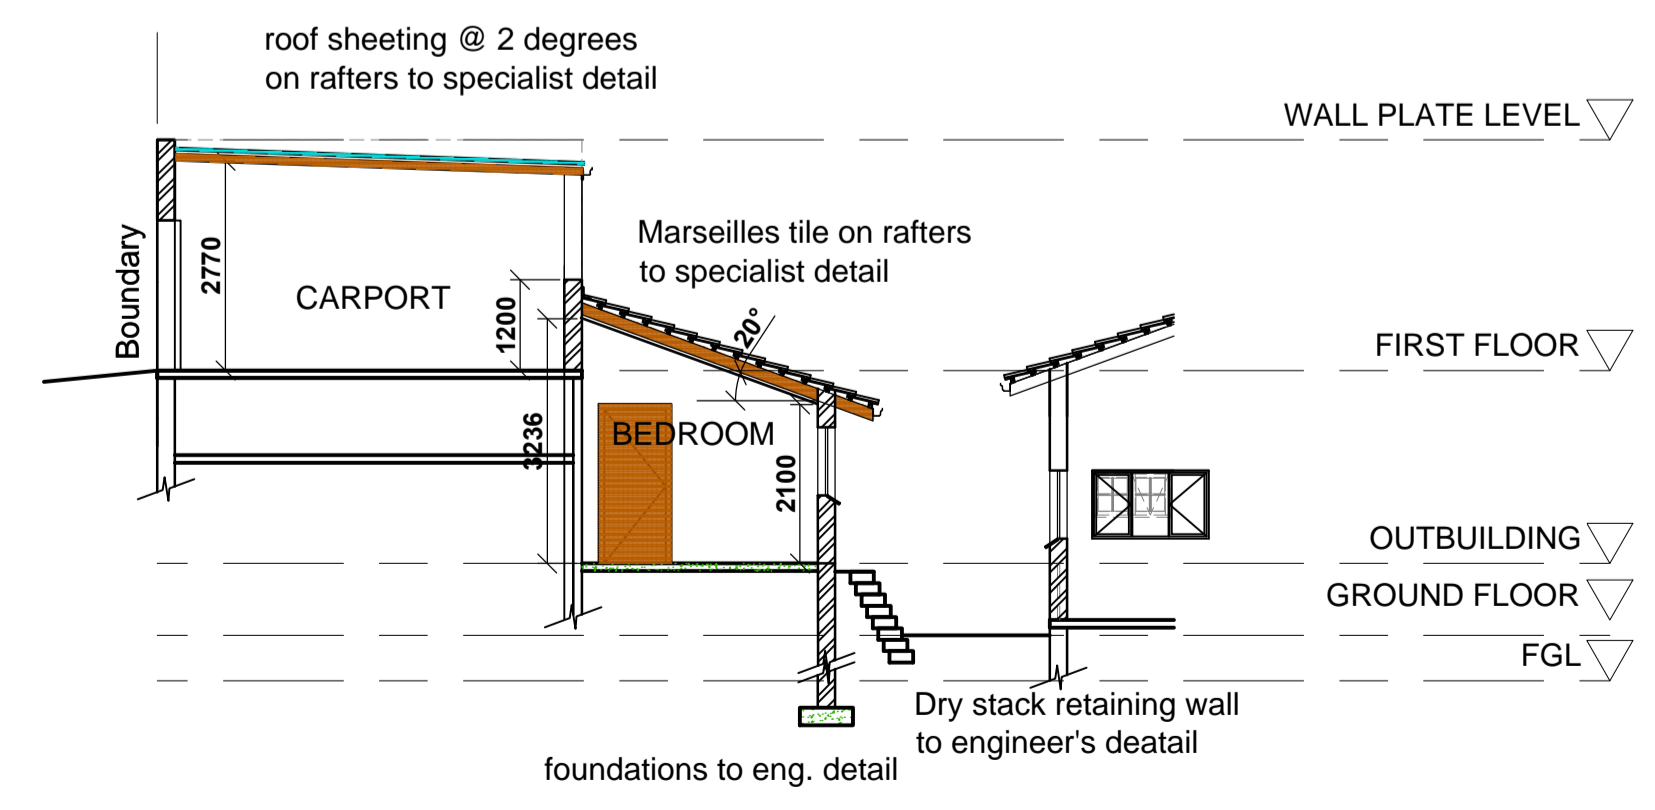 roof sheeting @ 2 degrees
on rafters to specialist detail
WALL PLATE LEVEL
Marseilles tile on rafters
to specialist detail
Boundary
2770
CARPORT
1200
20°
FIRST FLOOR
3236
BEDROOM
2100
OUTBUILDING
GROUND FLOOR
FGL
Dry stack retaining wall
to engineer's deatail
foundations to eng. detail